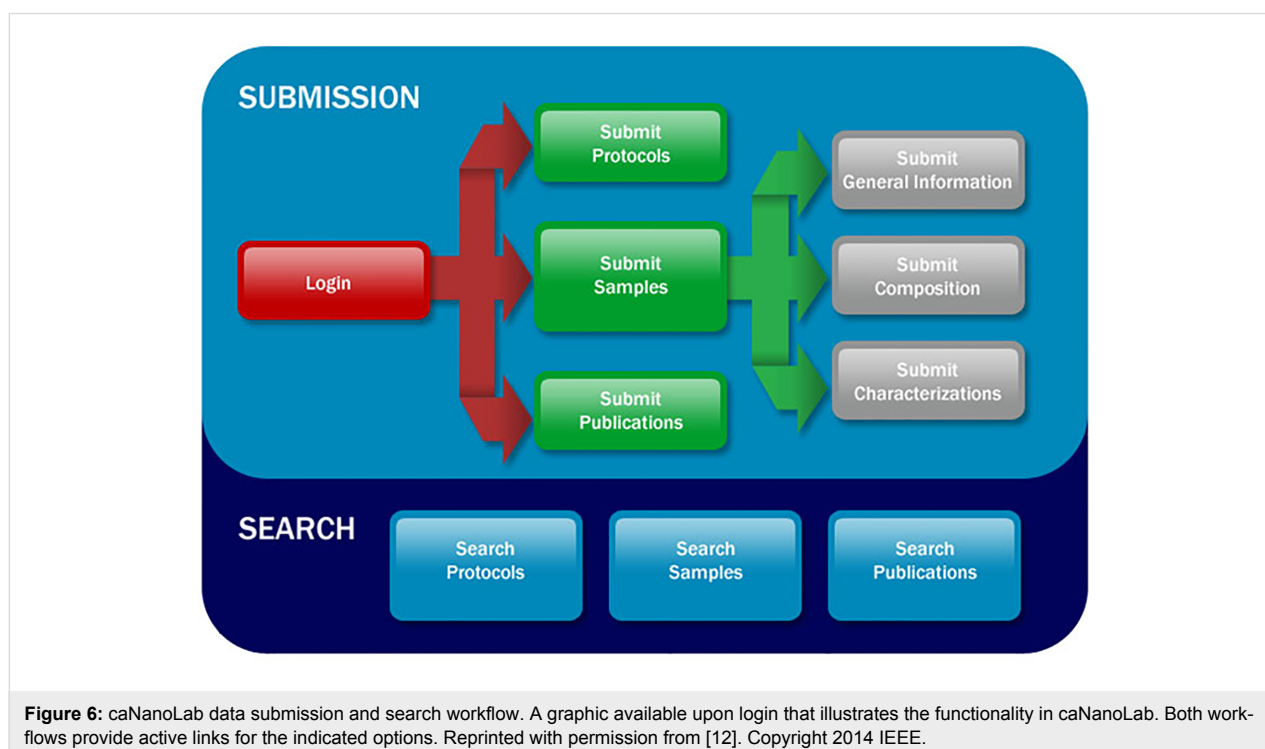 SUBMISSION
Submit
Protocols
Login
Submit
Samples
Submit
Publications
Submit
General Information
Submit
Composition
Submit
Characterizations
SEARCH
Search
Protocols
Search
Samples
Search
Publications
Figure 6: caNanoLab data submission and search workflow. A graphic available upon login that illustrates the functionality in caNanoLab. Both work-
flows provide active links for the indicated options. Reprinted with permission from [12]. Copyright 2014 IEEE.